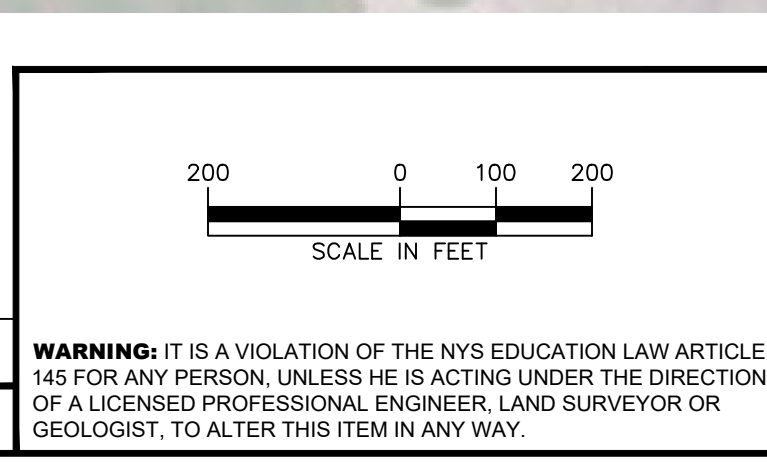 200 0 100 200
SCALE IN FEET
WARNING: IT IS A VIOLATION OF THE NYS EDUCATION LAW ARTICLE
145 FOR ANY PERSON, UNLESS HE IS ACTING UNDER THE DIRECTION
OF A LICENSED PROFESSIONAL ENGINEER, LAND SURVEYOR OR
GEOLOGIST, TO ALTER THIS ITEM IN ANY WAY.